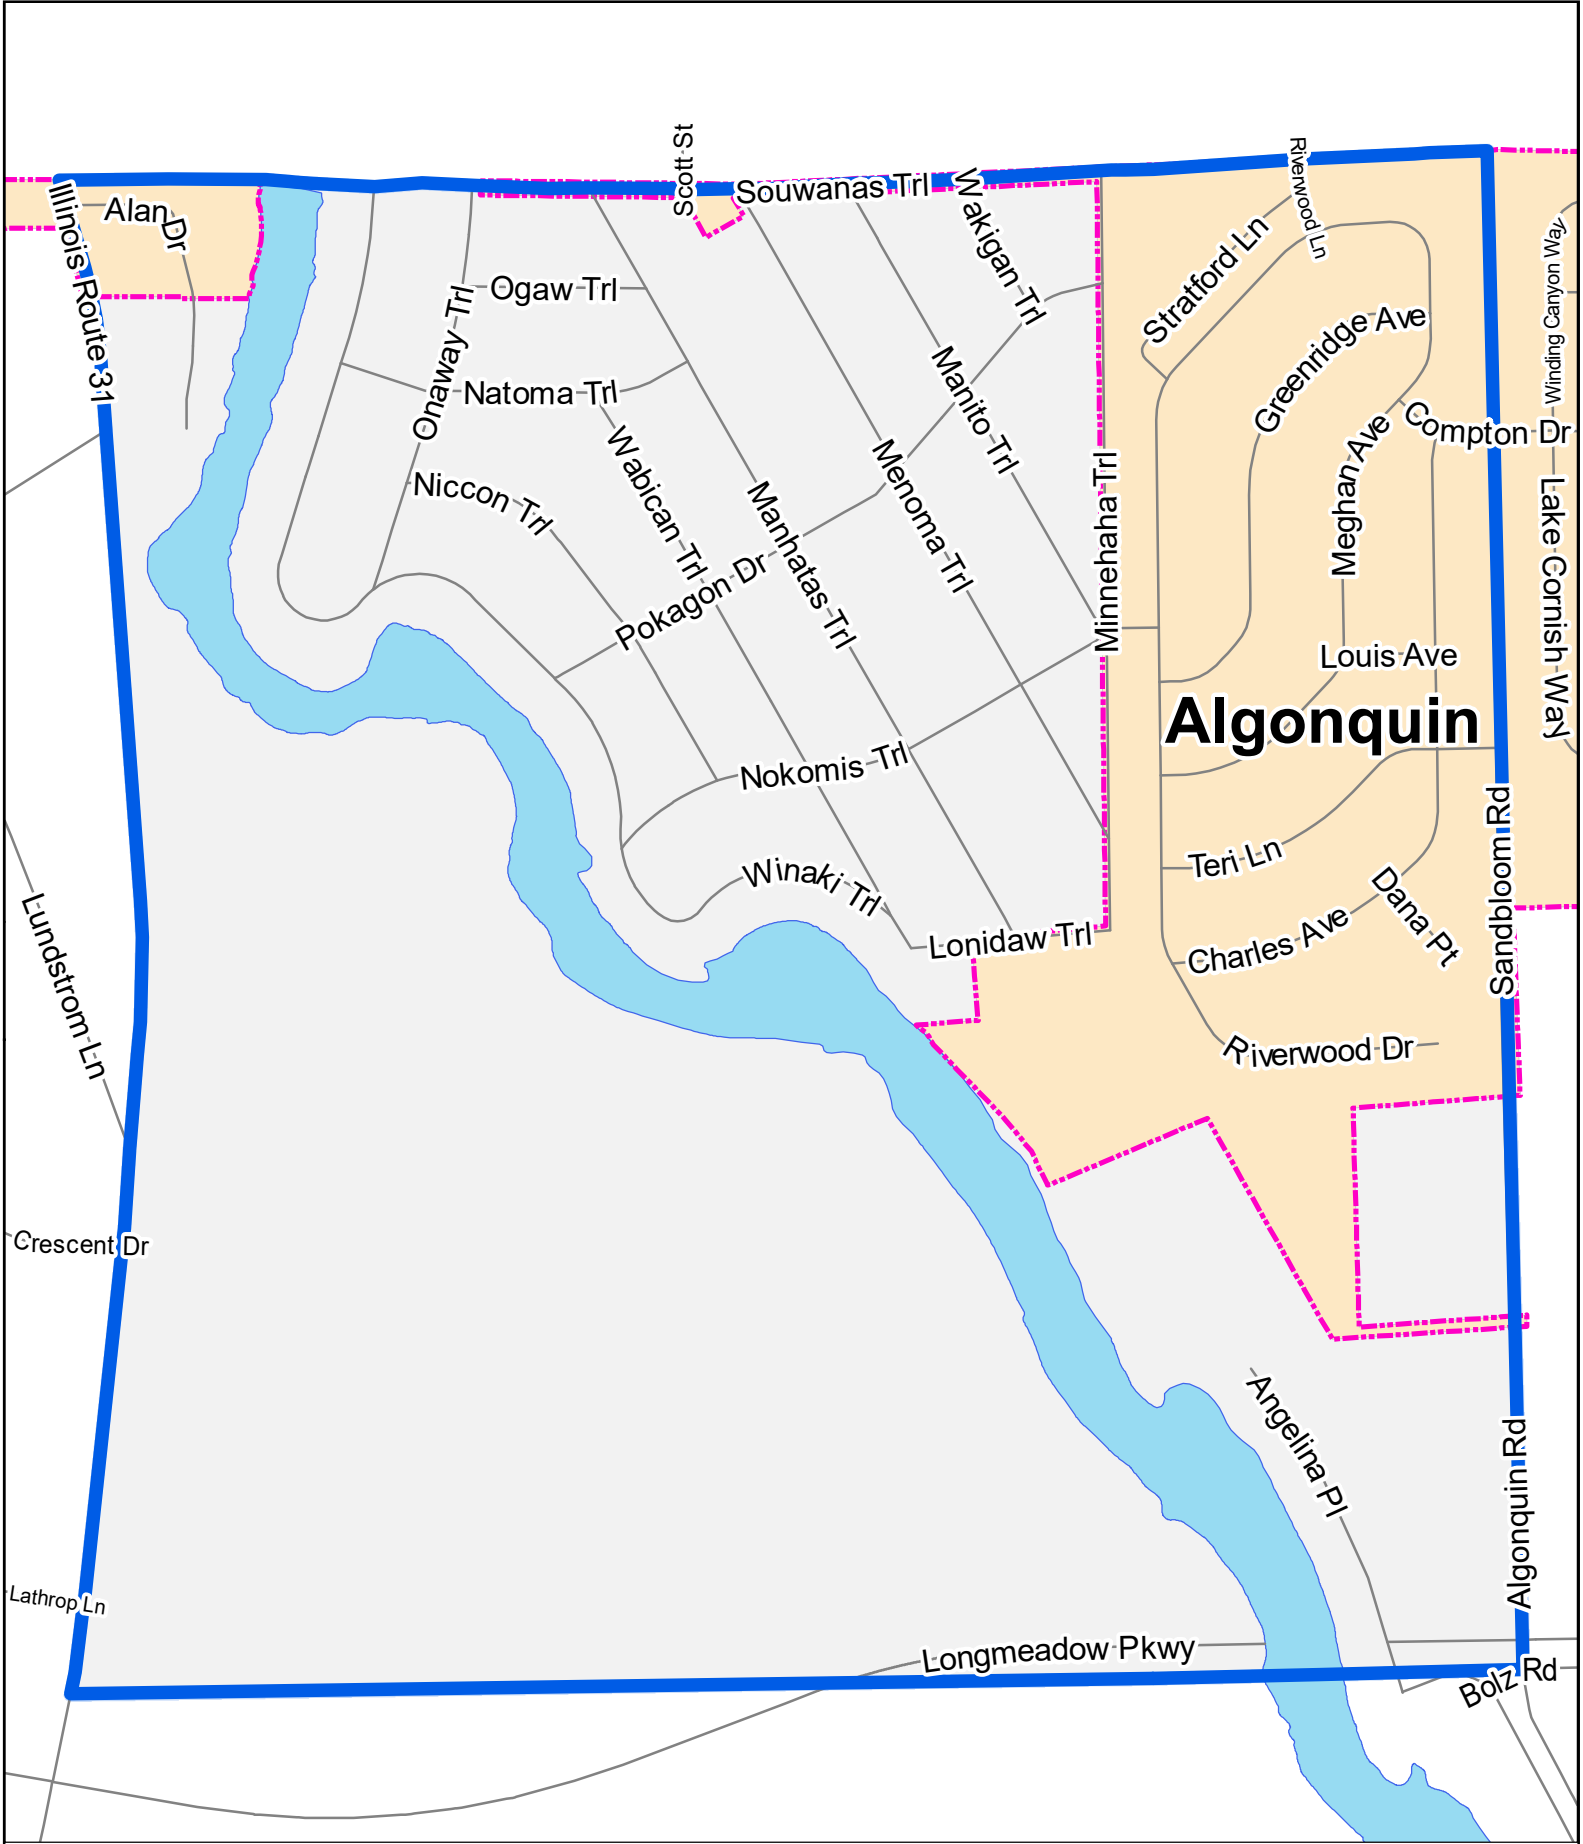 Scott St
Riverwood Ln
Souwanas Trl
Wakigan Trl
Illinois Route 31
Alan Dr
Stratford Ln
Winding Canyon Way
Ogaw Trl
Onaway Trl
Greenridge Ave
Natoma Trl
Manito Trl
Compton Dr
Meghan Ave
Wabican Trl
Menoma Trl
Niccon Trl
Manhatas Trl
Minnehaha Trl
Lake Cornish Way
Pokagon Dr
Louis Ave
Algonquin
Nokomis Trl
Sandbloom Rd
Teri Ln
Winaki Trl
Dana Pt
Lundstrom Ln
Lonidaw Trl
Charles Ave
Riverwood Dr
Crescent Dr
Angelina Pl
Algonquin Rd
Lathrop Ln
Longmeadow Pkwy
Bolz Rd